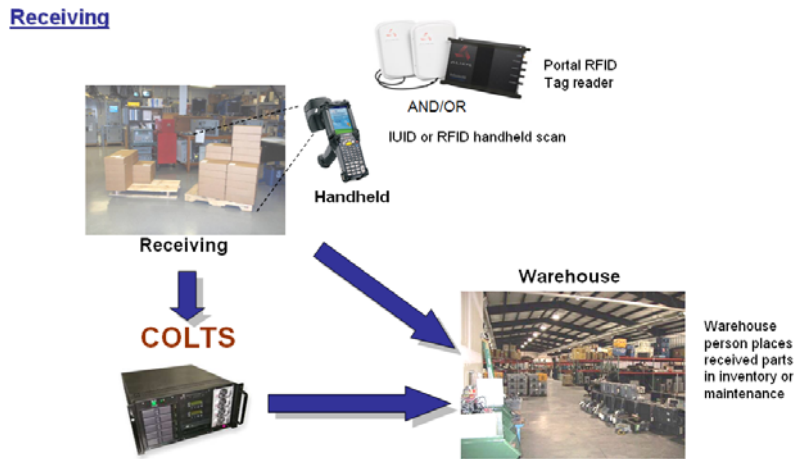 Receiving
Portal RFID
Tag reader
AND/OR
IUID or RFID handheld scan
Handheld
Receiving
Warehouse
COLTS
Warehouse
person places
received parts
in inventory or
maintenance